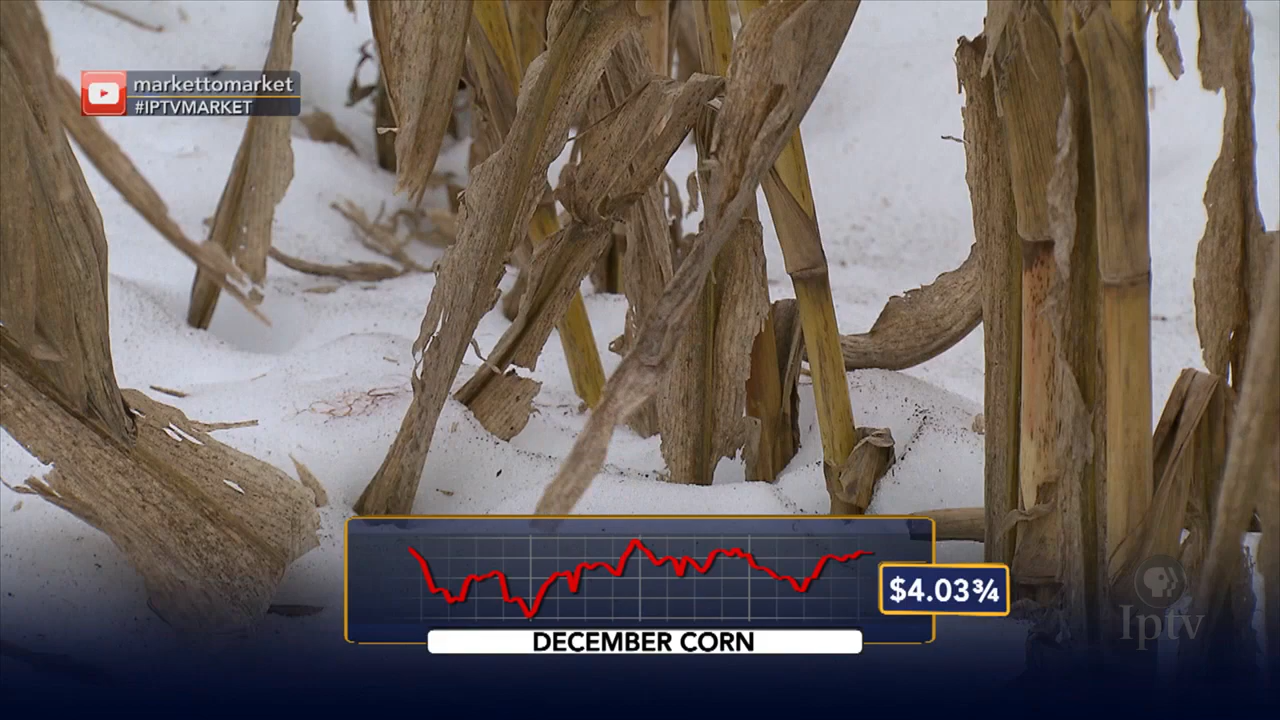 markettomarket
#IPTVMARKET
$4.03¾
DECEMBER CORN
Iptv